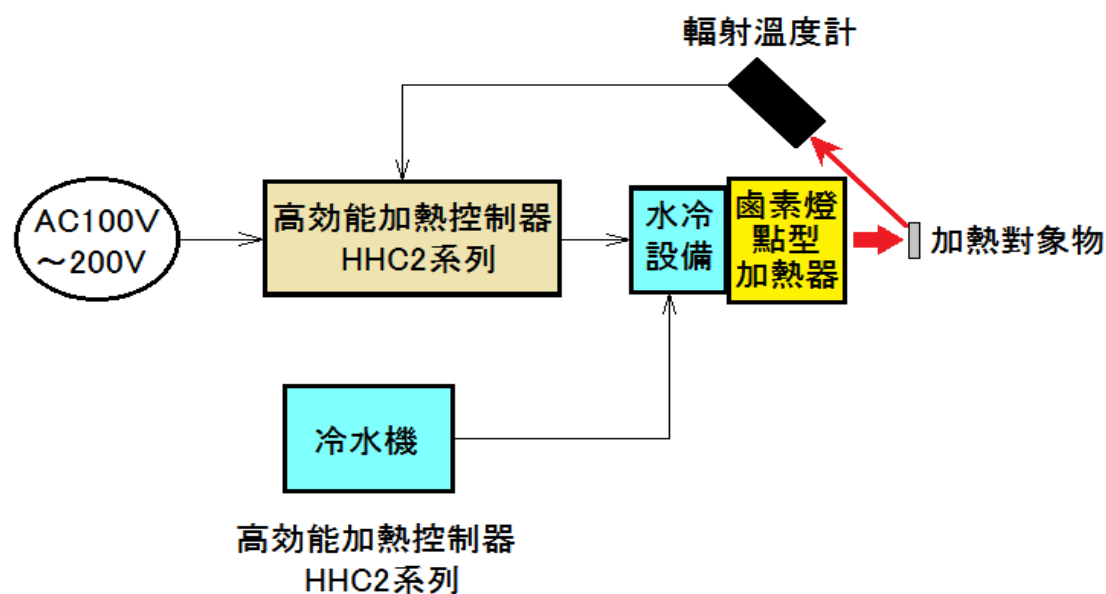 輻射溫度計
AC100V
～200V
高効能加熱控制器
HHC2系列
水冷
設備
鹵素燈
點型
加熱器
加熱對象物
冷水機
高効能加熱控制器
HHC2系列